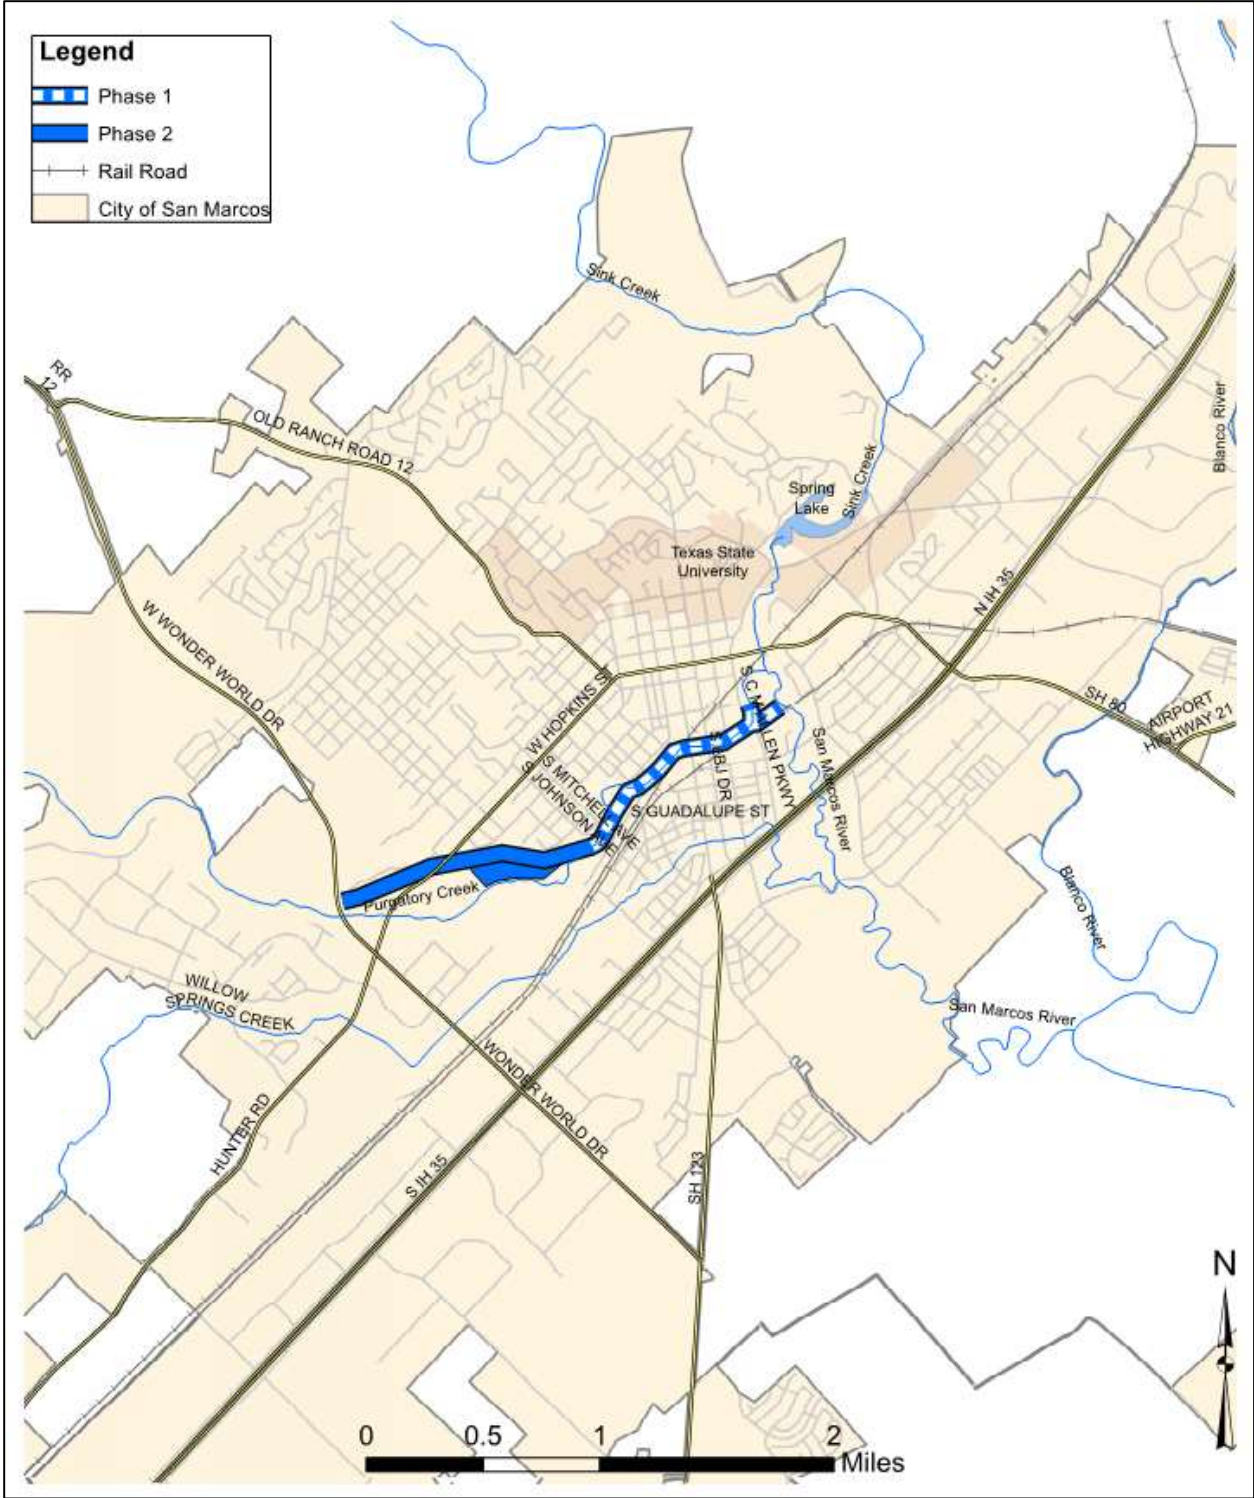 Legend
Phase 1
Phase 2
Rail Road
City of San Marcos
Sink Creek
RR
12
OLD RANCH ROAD 12
Blanco River
Sink Creek
Spring
Lake
Texas State
University
N IH 35
W WONDER WORLD DR
W HOPKINS ST
SH 80
AIRPORT
HIGHWAY 21
S LBJ DR
San Marcos River
S MITCHELL AVE
S JOHNSON AVE
S GUADALUPE ST
Purgatory Creek
Blanco River
WILLOW
SPRINGS CREEK
San Marcos River
WONDER WORLD DR
HUNTER RD
S IH 35
SH 123
N
0 0.5 1 2
Miles